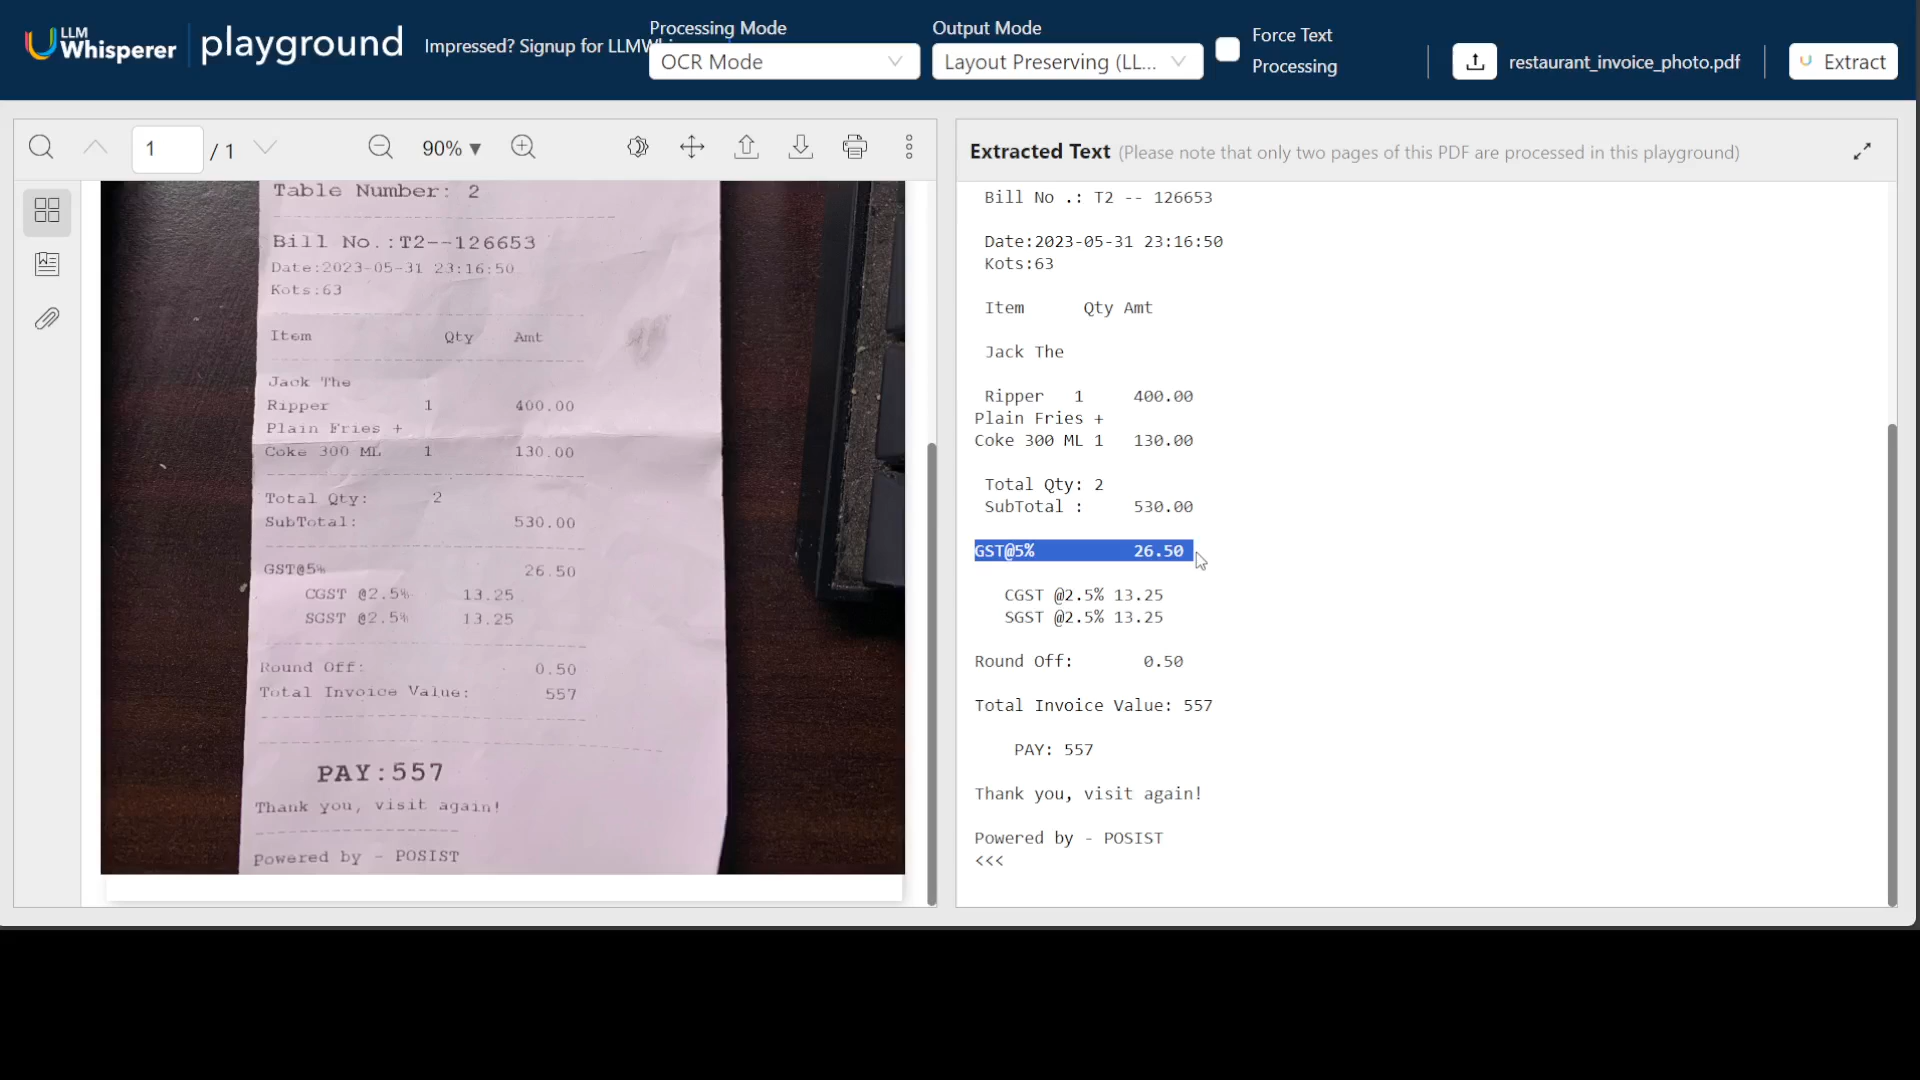 LLM
Whisperer
playground
Impressed? Signup for LLMWh
Processing Mode
OCR Mode
Output Mode
Layout Preserving (LL...
Force Text
Processing
restaurant_invoice_photo.pdf
Extract
1
/ 1
90%
Table Number: 2
Bill No.:T2--126653
Date:2023-05-31 23:16:50
Kots:63
Item Qty Amt
Jack The
Ripper 1 400.00
Plain Fries +
Coke 300 ML 1 130.00
Total Qty: 2
SubTotal: 530.00
GST@5% 26.50
CGST @2.5% 13.25
SGST @2.5% 13.25
Round Off: 0.50
Total Invoice Value: 557
PAY:557
Thank you, visit again!
Powered by - POSIST
Extracted Text (Please note that only two pages of this PDF are processed in this playground)
Bill No .: T2 -- 126653
Date:2023-05-31 23:16:50
Kots:63
Item Qty Amt
Jack The
Ripper 1 400.00
Plain Fries +
Coke 300 ML 1 130.00
Total Qty: 2
SubTotal : 530.00
GST@5% 26.50
CGST @2.5% 13.25
SGST @2.5% 13.25
Round Off: 0.50
Total Invoice Value: 557
PAY: 557
Thank you, visit again!
Powered by - POSIST
<<<